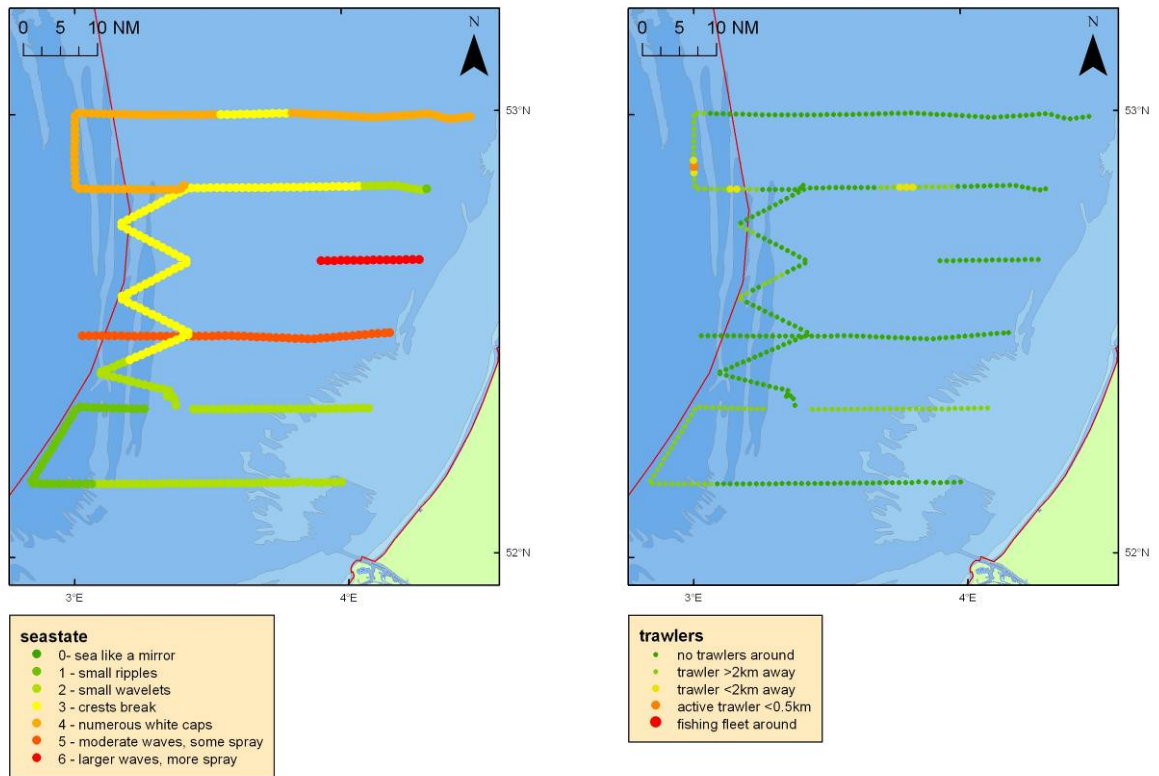 0 5 10 NM
N
53°N
52°N
3°E
4°E
seastate
0- sea like a mirror
1 - small ripples
2 - small wavelets
3 - crests break
4 - numerous white caps
5 - moderate waves, some spray
6 - larger waves, more spray
0 5 10 NM
N
53°N
52°N
3°E
4°E
trawlers
no trawlers around
trawler >2km away
trawler <2km away
active trawler <0.5km
fishing fleet around